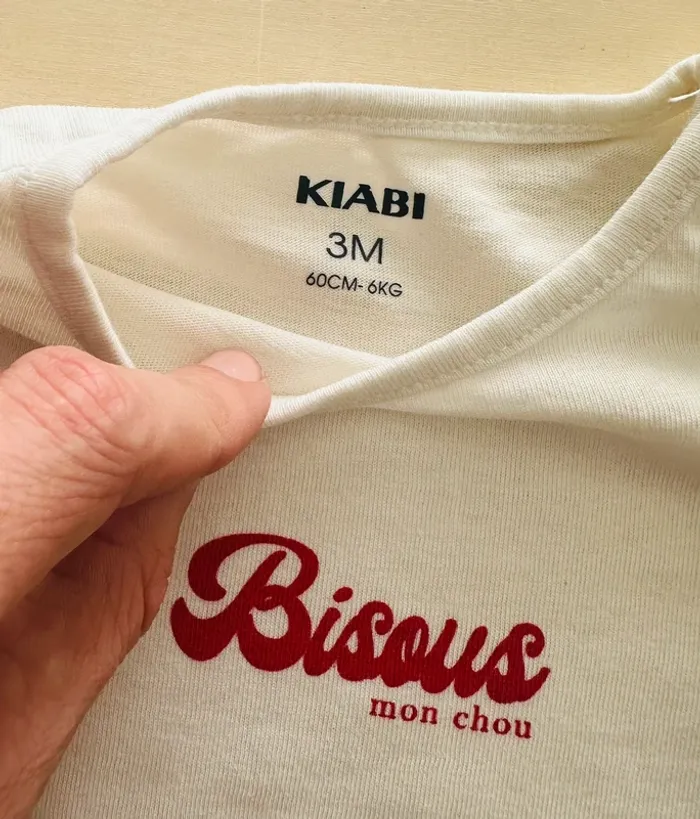 KIABI
3M
60CM- 6KG
Bisous
mon chou